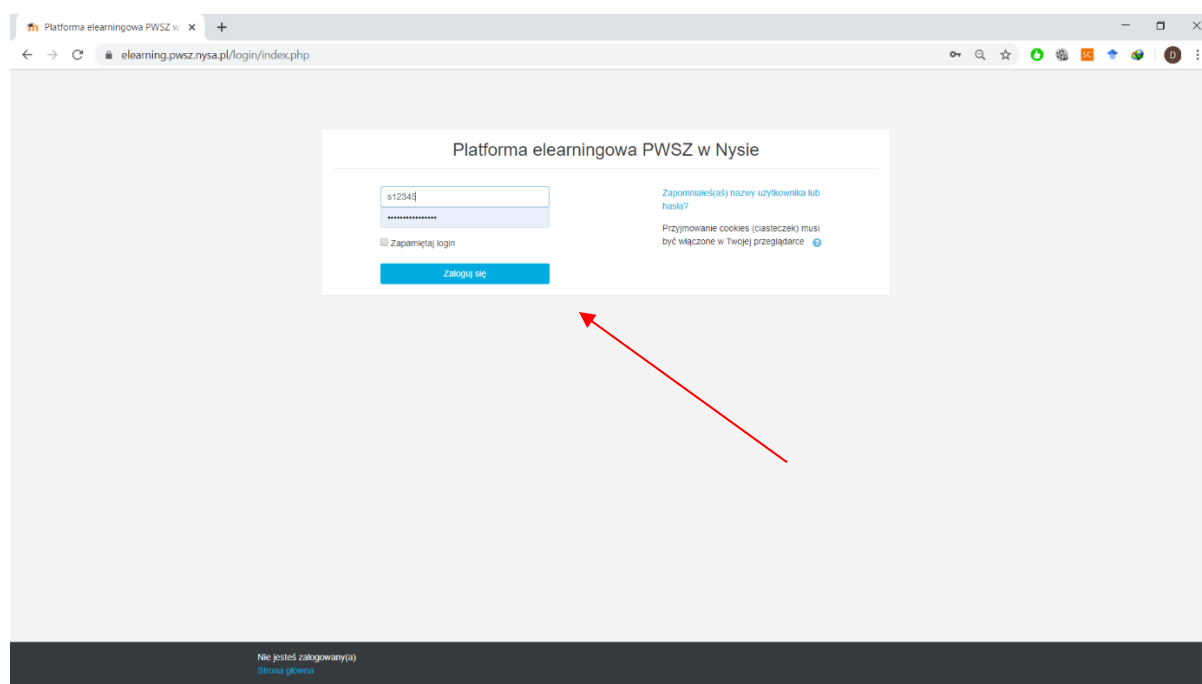 Platforma elearningowa PWSZ w
elearning.pwsz.nysa.pl/login/index.php
SC
D
Platforma elearningowa PWSZ w Nysie
s12345
Zapamiętaj login
Zaloguj się
Zapomniałeś(aś) nazwy użytkownika lub
hasła?
Przyjmowanie cookies (ciasteczek) musi
być włączone w Twojej przeglądarce
Nie jesteś zalogowany(a)
Strona główna